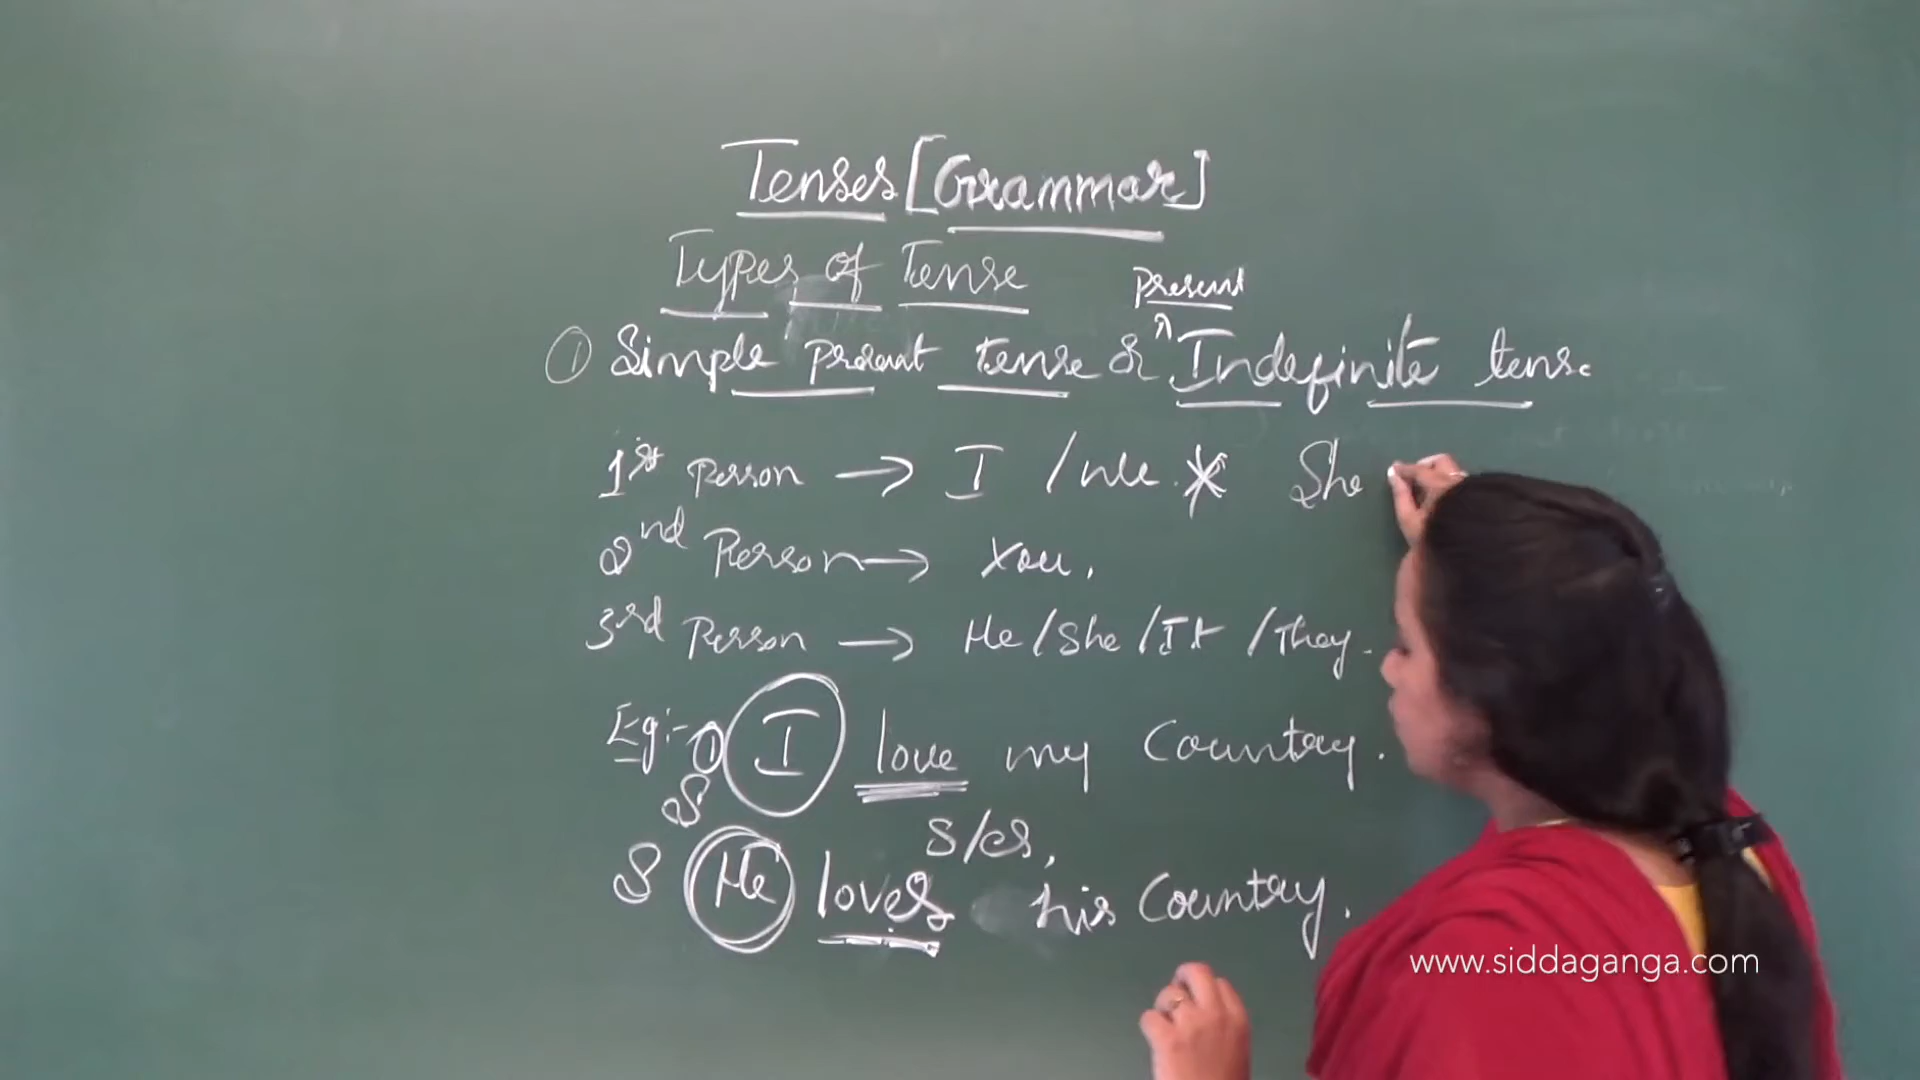 Tenses [Grammar]
Types of Tense
Present
① Simple present tense or ^ Indefinite tense
1st Person → I / We. * She
2nd Person → You.
3rd Person → He / She / It / They.
Eg:- ① I love my Country.
S
s/es,
S He loves his Country.
www.siddaganga.com